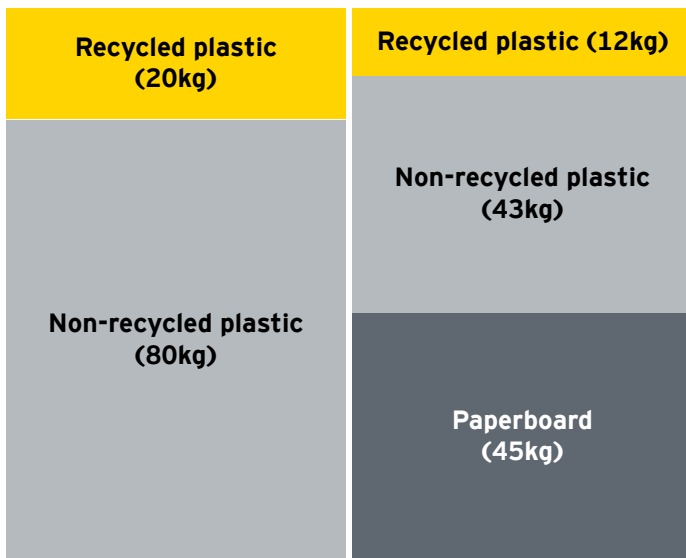 Recycled plastic
(20kg)
Non-recycled plastic
(80kg)
Recycled plastic (12kg)
Non-recycled plastic
(43kg)
Paperboard
(45kg)